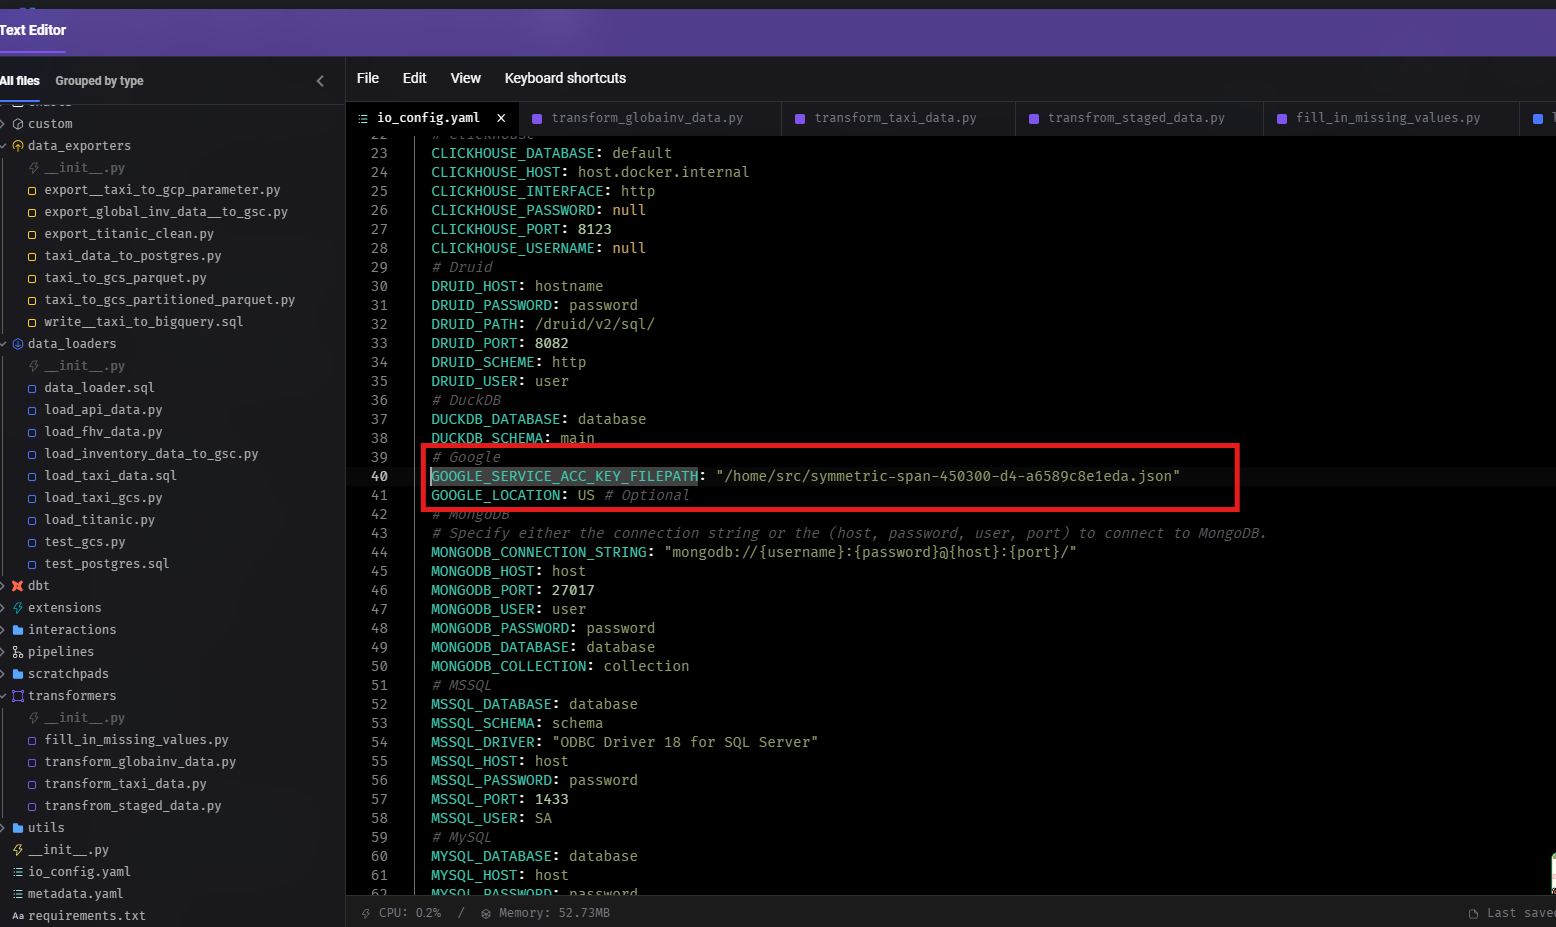 Text Editor
All files Grouped by type
custom
data_exporters
__init__.py
export__taxi_to_gcp_parameter.py
export_global_inv_data__to_gsc.py
export_titanic_clean.py
taxi_data_to_postgres.py
taxi_to_gcs_parquet.py
taxi_to_gcs_partitioned_parquet.py
write__taxi_to_bigquery.sql
data_loaders
__init__.py
data_loader.sql
load_api_data.py
load_fhv_data.py
load_inventory_data_to_gsc.py
load_taxi_data.sql
load_taxi_gcs.py
load_titanic.py
test_gcs.py
test_postgres.sql
dbt
extensions
interactions
pipelines
scratchpads
transformers
__init__.py
fill_in_missing_values.py
transform_globainv_data.py
transform_taxi_data.py
transfrom_staged_data.py
utils
__init__.py
io_config.yaml
metadata.yaml
Aa requirements.txt
File Edit View Keyboard shortcuts
io_config.yaml × transform_globainv_data.py transform_taxi_data.py transfrom_staged_data.py fill_in_missing_values.py
22 # ClickHouse
23 CLICKHOUSE_DATABASE: default
24 CLICKHOUSE_HOST: host.docker.internal
25 CLICKHOUSE_INTERFACE: http
26 CLICKHOUSE_PASSWORD: null
27 CLICKHOUSE_PORT: 8123
28 CLICKHOUSE_USERNAME: null
29 # Druid
30 DRUID_HOST: hostname
31 DRUID_PASSWORD: password
32 DRUID_PATH: /druid/v2/sql/
33 DRUID_PORT: 8082
34 DRUID_SCHEME: http
35 DRUID_USER: user
36 # DuckDB
37 DUCKDB_DATABASE: database
38 DUCKDB_SCHEMA: main
39 # Google
40 GOOGLE_SERVICE_ACC_KEY_FILEPATH: "/home/src/symmetric-span-450300-d4-a6589c8e1eda.json"
41 GOOGLE_LOCATION: US # Optional
42 # MongoDB
43 # Specify either the connection string or the (host, password, user, port) to connect to MongoDB.
44 MONGODB_CONNECTION_STRING: "mongodb://{username}:{password}@{host}:{port}/"
45 MONGODB_HOST: host
46 MONGODB_PORT: 27017
47 MONGODB_USER: user
48 MONGODB_PASSWORD: password
49 MONGODB_DATABASE: database
50 MONGODB_COLLECTION: collection
51 # MSSQL
52 MSSQL_DATABASE: database
53 MSSQL_SCHEMA: schema
54 MSSQL_DRIVER: "ODBC Driver 18 for SQL Server"
55 MSSQL_HOST: host
56 MSSQL_PASSWORD: password
57 MSSQL_PORT: 1433
58 MSSQL_USER: SA
59 # MySQL
60 MYSQL_DATABASE: database
61 MYSQL_HOST: host
62 MYSQL_PASSWORD: password
CPU: 0.2% / Memory: 52.73MB
Last save